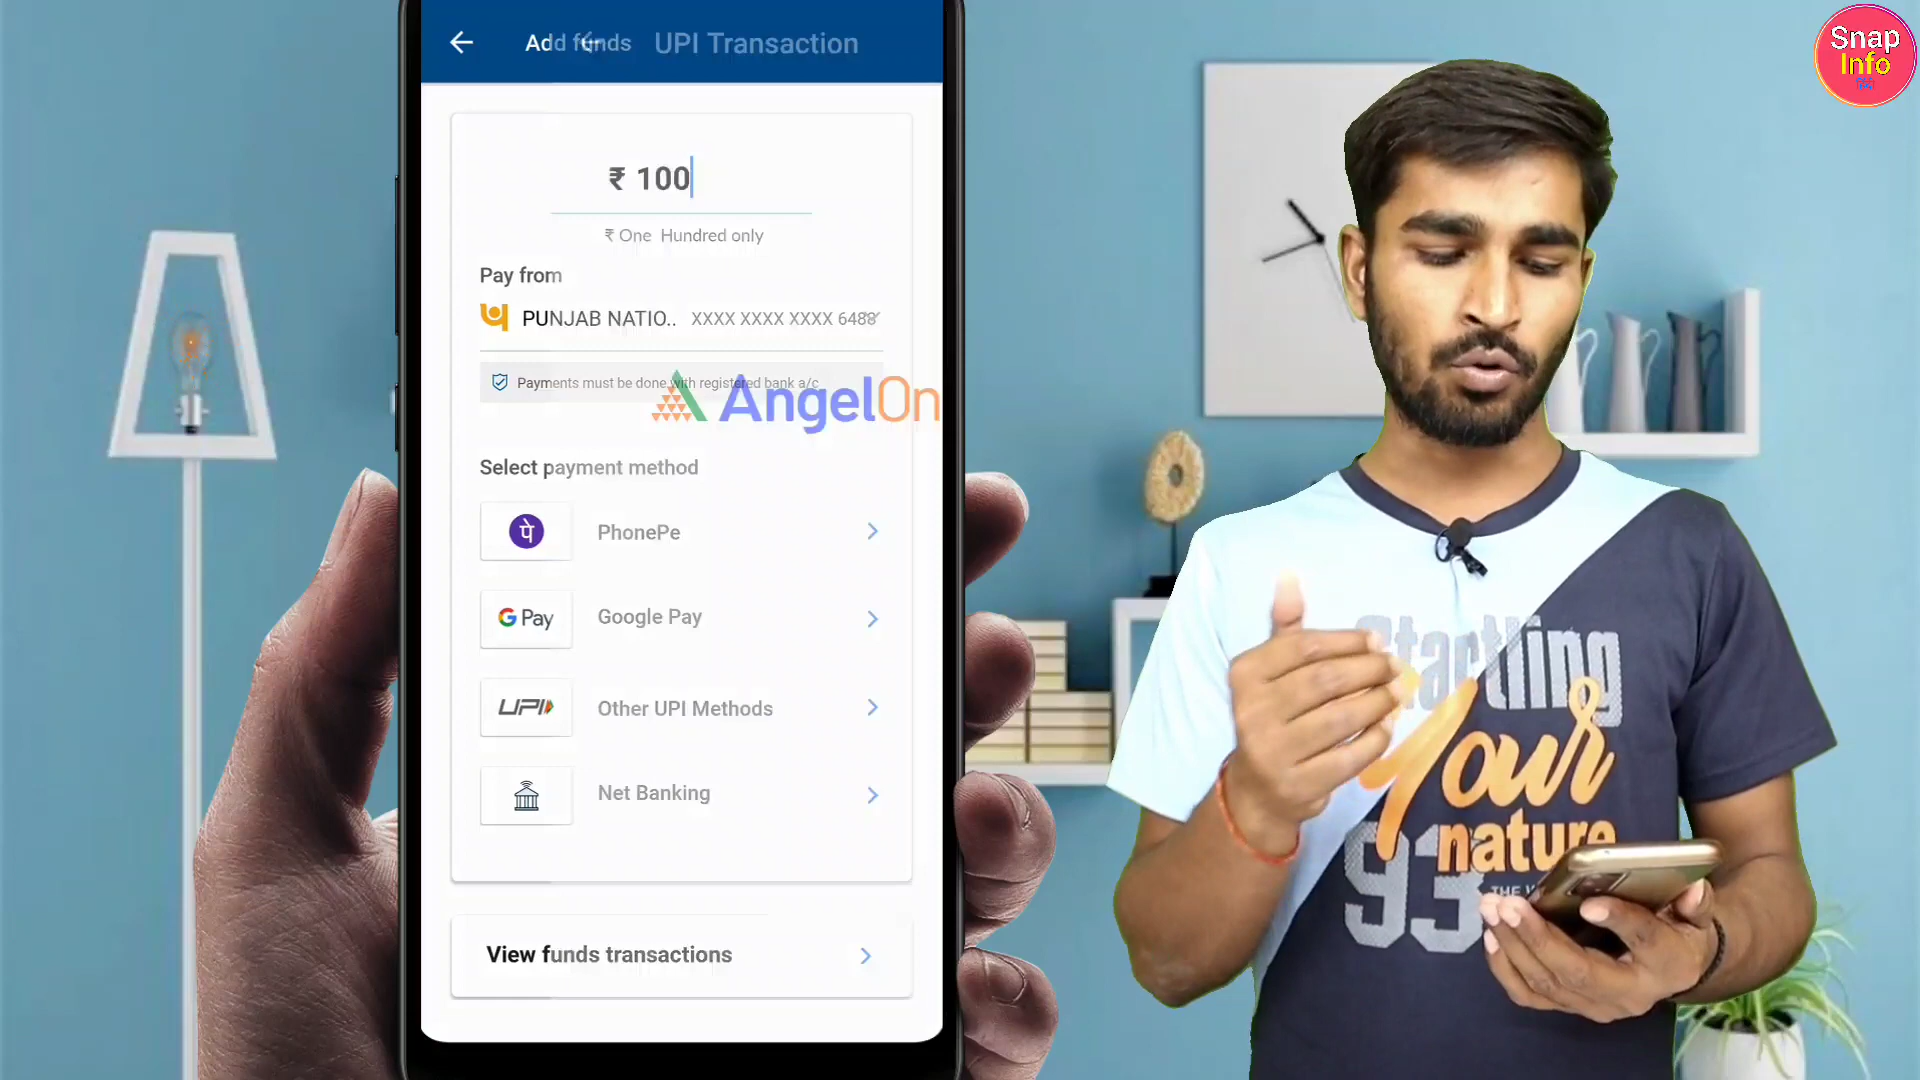 Add funds
UPI Transaction
₹ 100
₹ One Hundred only
Pay from
PUNJAB NATIO.. XXXX XXXX XXXX 6488
Payments must be done with registered bank a/c
AngelOn
Select payment method
पे PhonePe
G Pay Google Pay
UPI Other UPI Methods
Net Banking
View funds transactions
Snap
Info
Startling
Your
nature
93